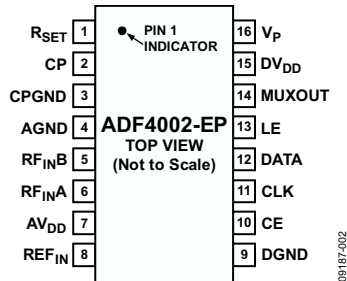 RSET 1
CP 2
CPGND 3
AGND 4
RFINB 5
RFINA 6
AVDD 7
REFIN 8
PIN 1
INDICATOR
ADF4002-EP
TOP VIEW
(Not to Scale)
16 VP
15 DVDD
14 MUXOUT
13 LE
12 DATA
11 CLK
10 CE
9 DGND
09187-002